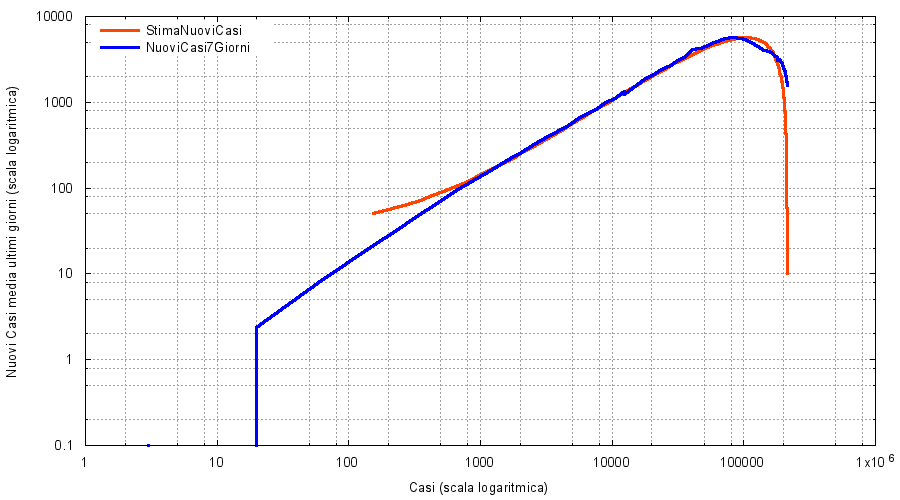 10000
1000
100
10
1
0.1
StimaNuoviCasi
NuoviCasi7Giorni
Nuovi Casi media ultimi giorni (scala logaritmica)
1 10 100 1000 10000 100000 1x10^6
Casi (scala logaritmica)